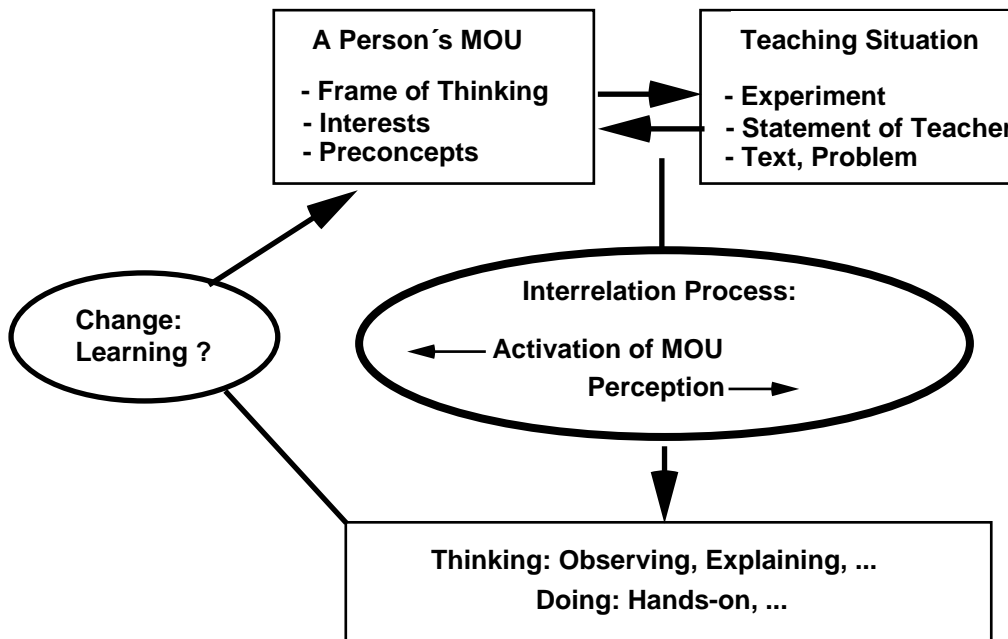 A Person´s MOU
- Frame of Thinking
- Interests
- Preconcepts
Teaching Situation
- Experiment
- Statement of Teacher
- Text, Problem
Change:
Learning ?
Interrelation Process:
Activation of MOU
Perception
Thinking: Observing, Explaining, ...
Doing: Hands-on, ...